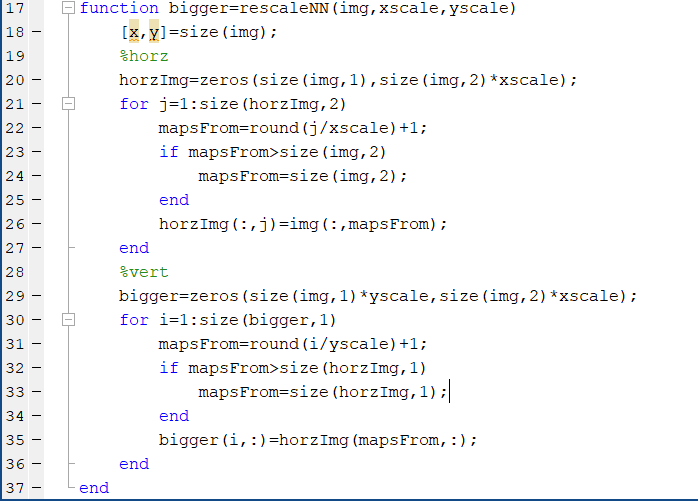 17 function bigger=rescaleNN(img,xscale,yscale)
18 [x,y]=size(img);
19 %horz
20 horzImg=zeros(size(img,1),size(img,2)*xscale);
21 for j=1:size(horzImg,2)
22 mapsFrom=round(j/xscale)+1;
23 if mapsFrom>size(img,2)
24 mapsFrom=size(img,2);
25 end
26 horzImg(:,j)=img(:,mapsFrom);
27 end
28 %vert
29 bigger=zeros(size(img,1)*yscale,size(img,2)*xscale);
30 for i=1:size(bigger,1)
31 mapsFrom=round(i/yscale)+1;
32 if mapsFrom>size(horzImg,1)
33 mapsFrom=size(horzImg,1);
34 end
35 bigger(i,:)=horzImg(mapsFrom,:);
36 end
37 end